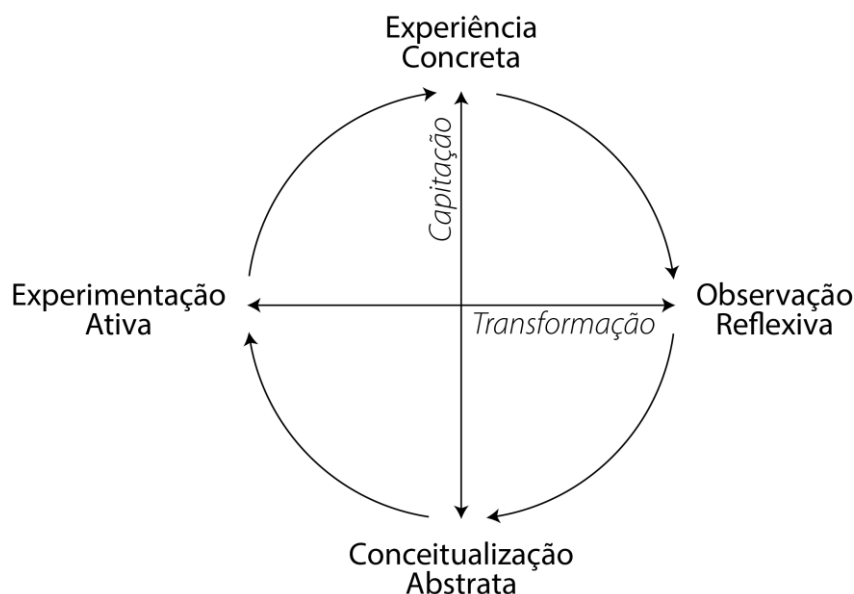 Experiência
Concreta
Capitação
Experimentação
Ativa
Transformação
Observação
Reflexiva
Conceitualização
Abstrata